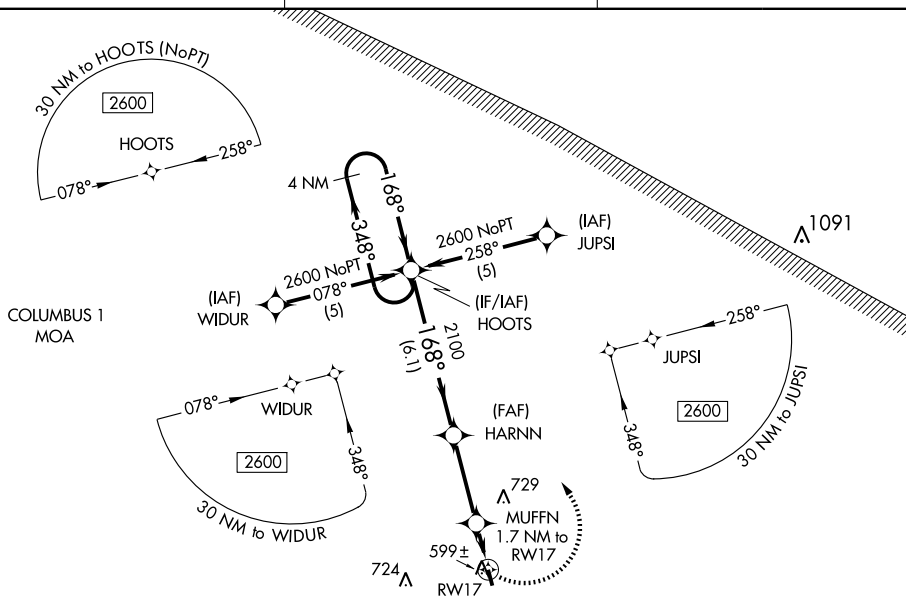 30 NM to HOOTS (NoPT)
2600
HOOTS
078°
258°
4 NM
168°
348°
2600 NoPT
258°
(5)
(IAF)
JUPSI
1091
2600 NoPT
078°
(5)
(IAF)
WIDUR
(IF/IAF)
HOOTS
COLUMBUS 1
MOA
2100
168°
(6.1)
258°
JUPSI
2600
348°
30 NM to JUPSI
078°
WIDUR
2600
348°
30 NM to WIDUR
(FAF)
HARNN
729
MUFFN
1.7 NM to
RW17
599±
724
RW17